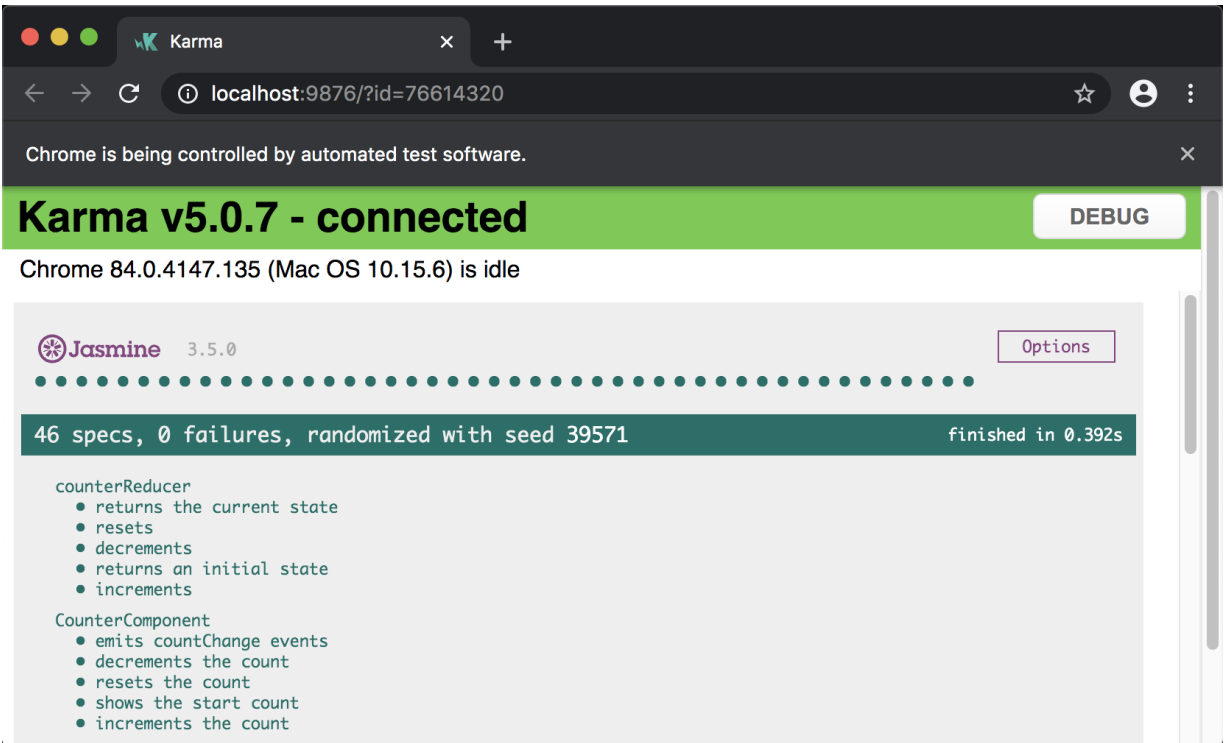 Karma
localhost:9876/?id=76614320
Chrome is being controlled by automated test software.
Karma v5.0.7 - connected
DEBUG
Chrome 84.0.4147.135 (Mac OS 10.15.6) is idle
Jasmine 3.5.0
Options
46 specs, 0 failures, randomized with seed 39571
finished in 0.392s
counterReducer
• returns the current state
• resets
• decrements
• returns an initial state
• increments
CounterComponent
• emits countChange events
• decrements the count
• resets the count
• shows the start count
• increments the count